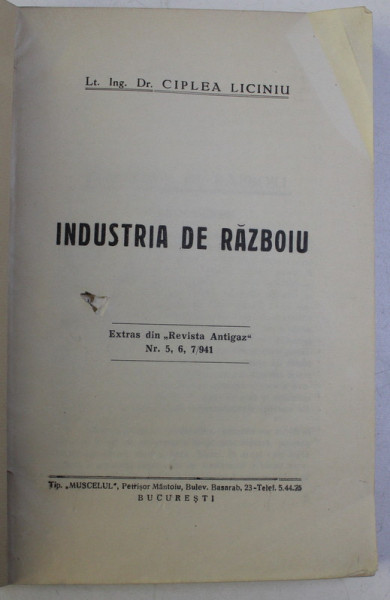 Lt. Ing. Dr. CIPLEA LICINIU
INDUSTRIA DE RĂZBOIU
Extras din „Revista Antigaz"
Nr. 5, 6, 7/941
Tip. „MUSCELUL", Petrișor Mântoiu, Bulev. Basarab, 23-Telef. 5.44.25
BUCUREȘTI